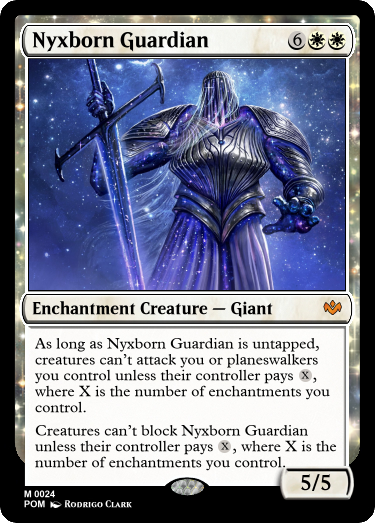 Nyxborn Guardian 6
Enchantment Creature — Giant
As long as Nyxborn Guardian is untapped,
creatures can't attack you or planeswalkers
you control unless their controller pays X,
where X is the number of enchantments you
control.
Creatures can't block Nyxborn Guardian
unless their controller pays X, where X is the
number of enchantments you control.
5/5
M 0024
POM Rodrigo Clark